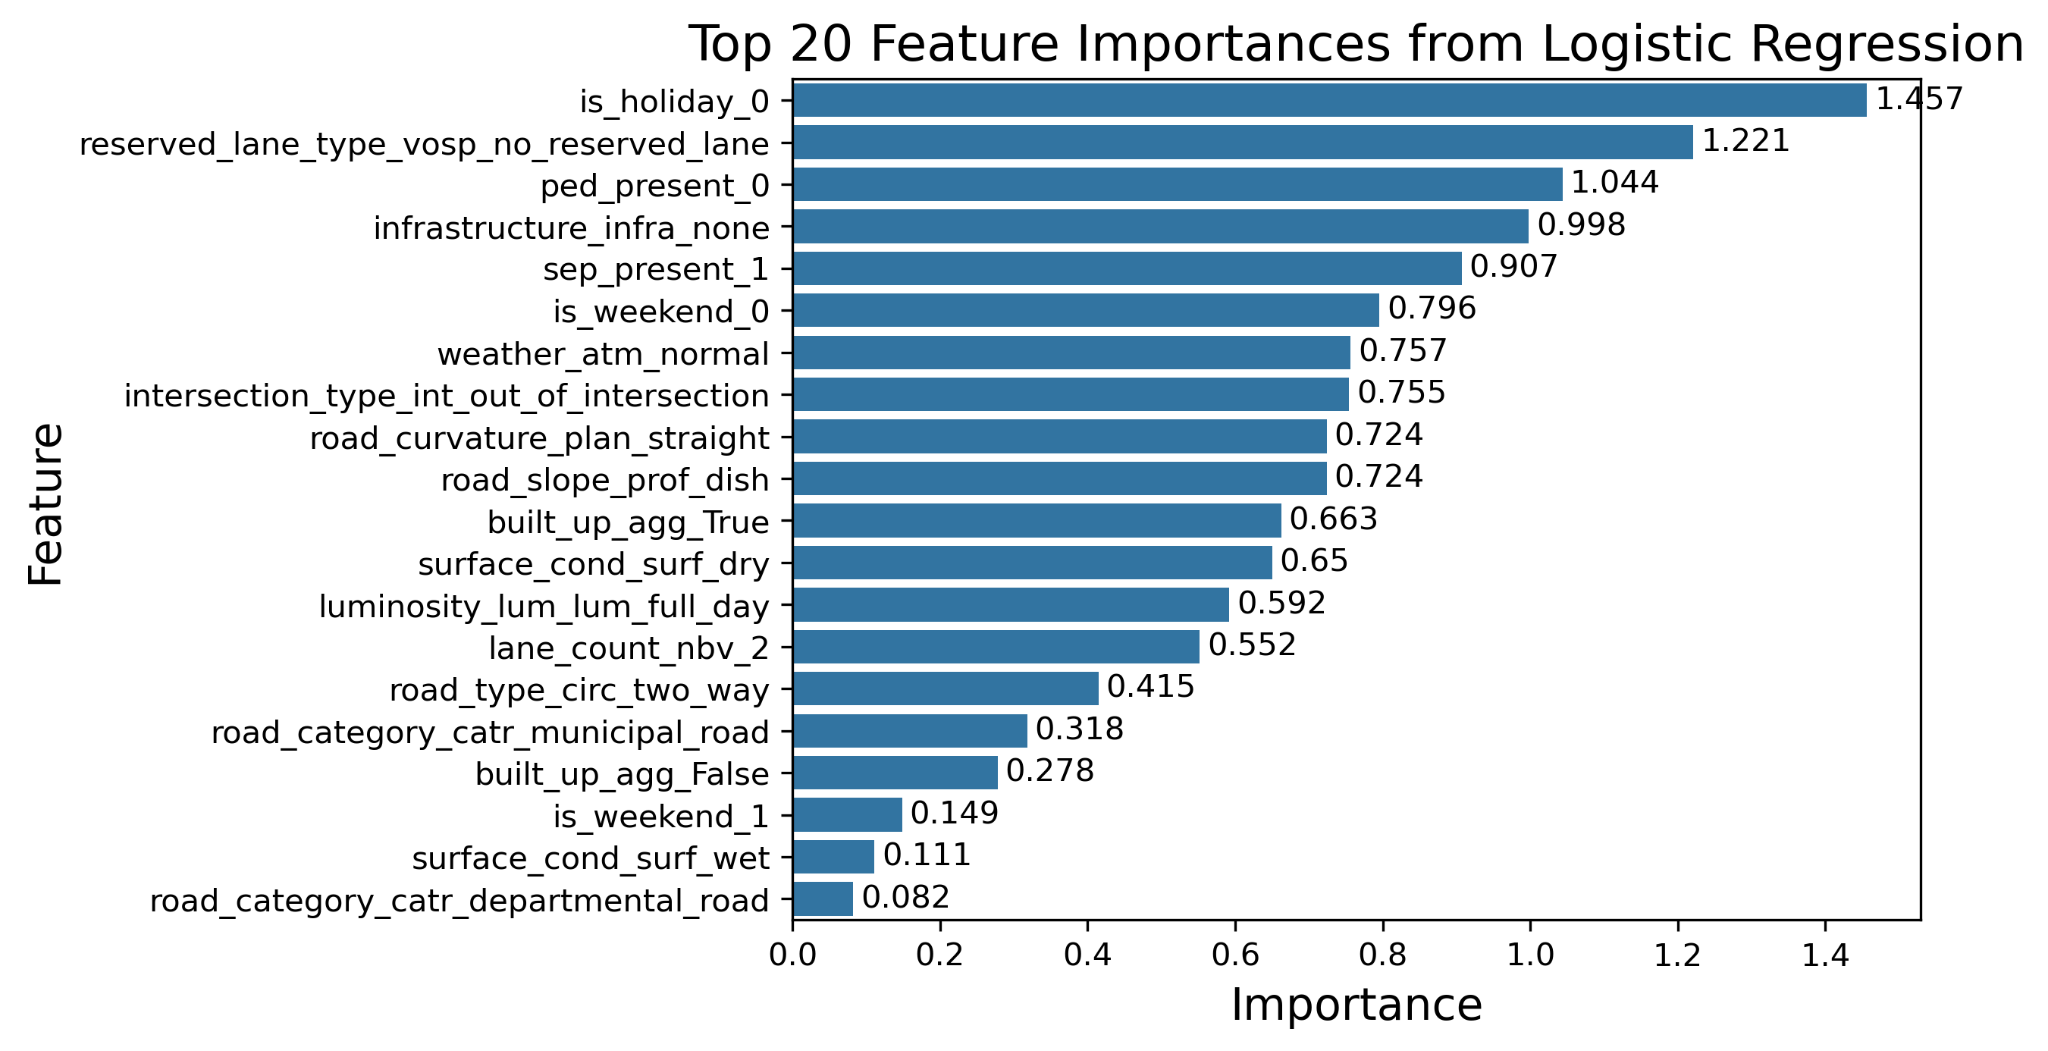 Top 20 Feature Importances from Logistic Regression
is_holiday_0 1.457
reserved_lane_type_vosp_no_reserved_lane 1.221
ped_present_0 1.044
infrastructure_infra_none 0.998
sep_present_1 0.907
is_weekend_0 0.796
weather_atm_normal 0.757
intersection_type_int_out_of_intersection 0.755
road_curvature_plan_straight 0.724
road_slope_prof_dish 0.724
built_up_agg_True 0.663
surface_cond_surf_dry 0.65
luminosity_lum_lum_full_day 0.592
lane_count_nbv_2 0.552
road_type_circ_two_way 0.415
road_category_catr_municipal_road 0.318
built_up_agg_False 0.278
is_weekend_1 0.149
surface_cond_surf_wet 0.111
road_category_catr_departmental_road 0.082
0.0 0.2 0.4 0.6 0.8 1.0 1.2 1.4
Importance
Feature